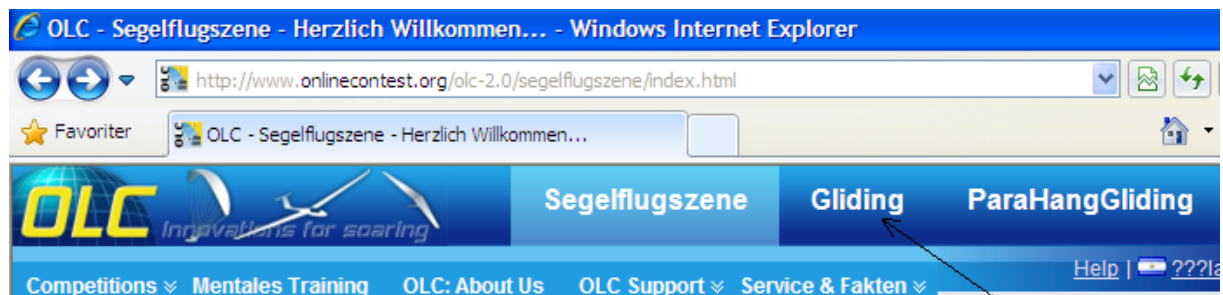 OLC - Segelflugszene - Herzlich Willkommen... - Windows Internet Explorer
http://www.onlinecontest.org/olc-2.0/segelflugszene/index.html
Favoriter OLC - Segelflugszene - Herzlich Willkommen...
OLC Innovations for soaring Segelflugszene Gliding ParaHangGliding
Help | ???la
Competitions Mentales Training OLC: About Us OLC Support Service & Fakten